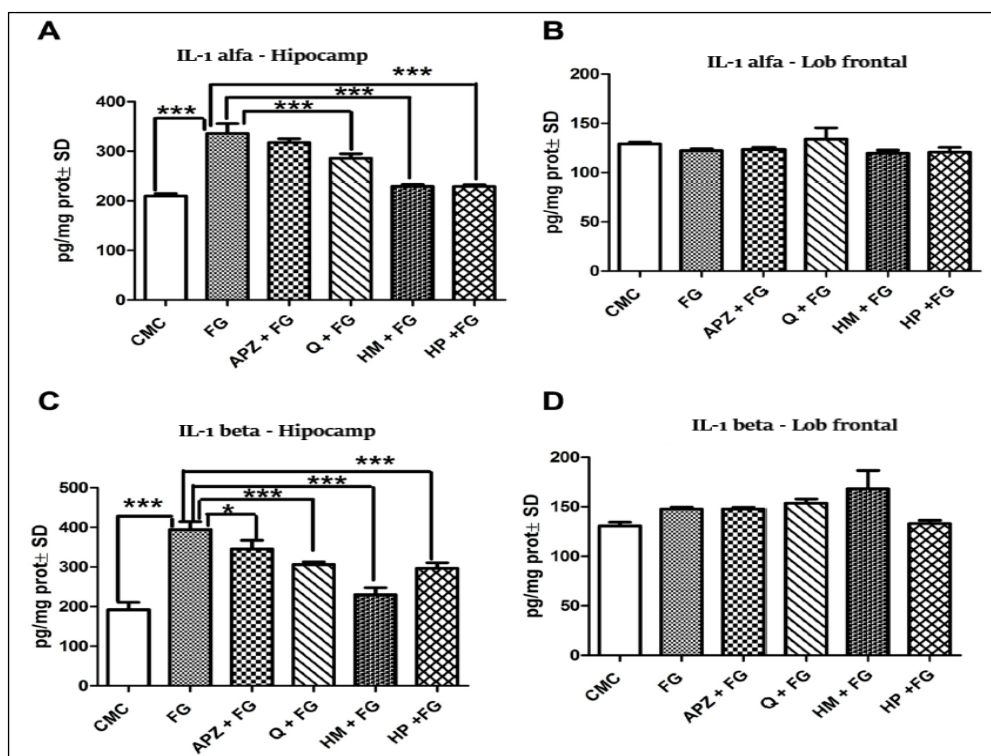 A
IL-1 alfa - Hipocamp
***
***
***
***
400
300
200
100
0
pg/mg prot± SD
CMC
FG
APZ + FG
Q + FG
HM + FG
HP +FG
B
IL-1 alfa - Lob frontal
150
100
50
0
pg/mg prot± SD
CMC
FG
APZ + FG
Q + FG
HM + FG
HP +FG
C
IL-1 beta - Hipocamp
***
***
***
***
*
500
400
300
200
100
0
pg/mg prot± SD
CMC
FG
APZ + FG
Q + FG
HM + FG
HP +FG
D
IL-1 beta - Lob frontal
200
150
100
50
0
pg/mg prot± SD
CMC
FG
APZ + FG
Q + FG
HM + FG
HP +FG